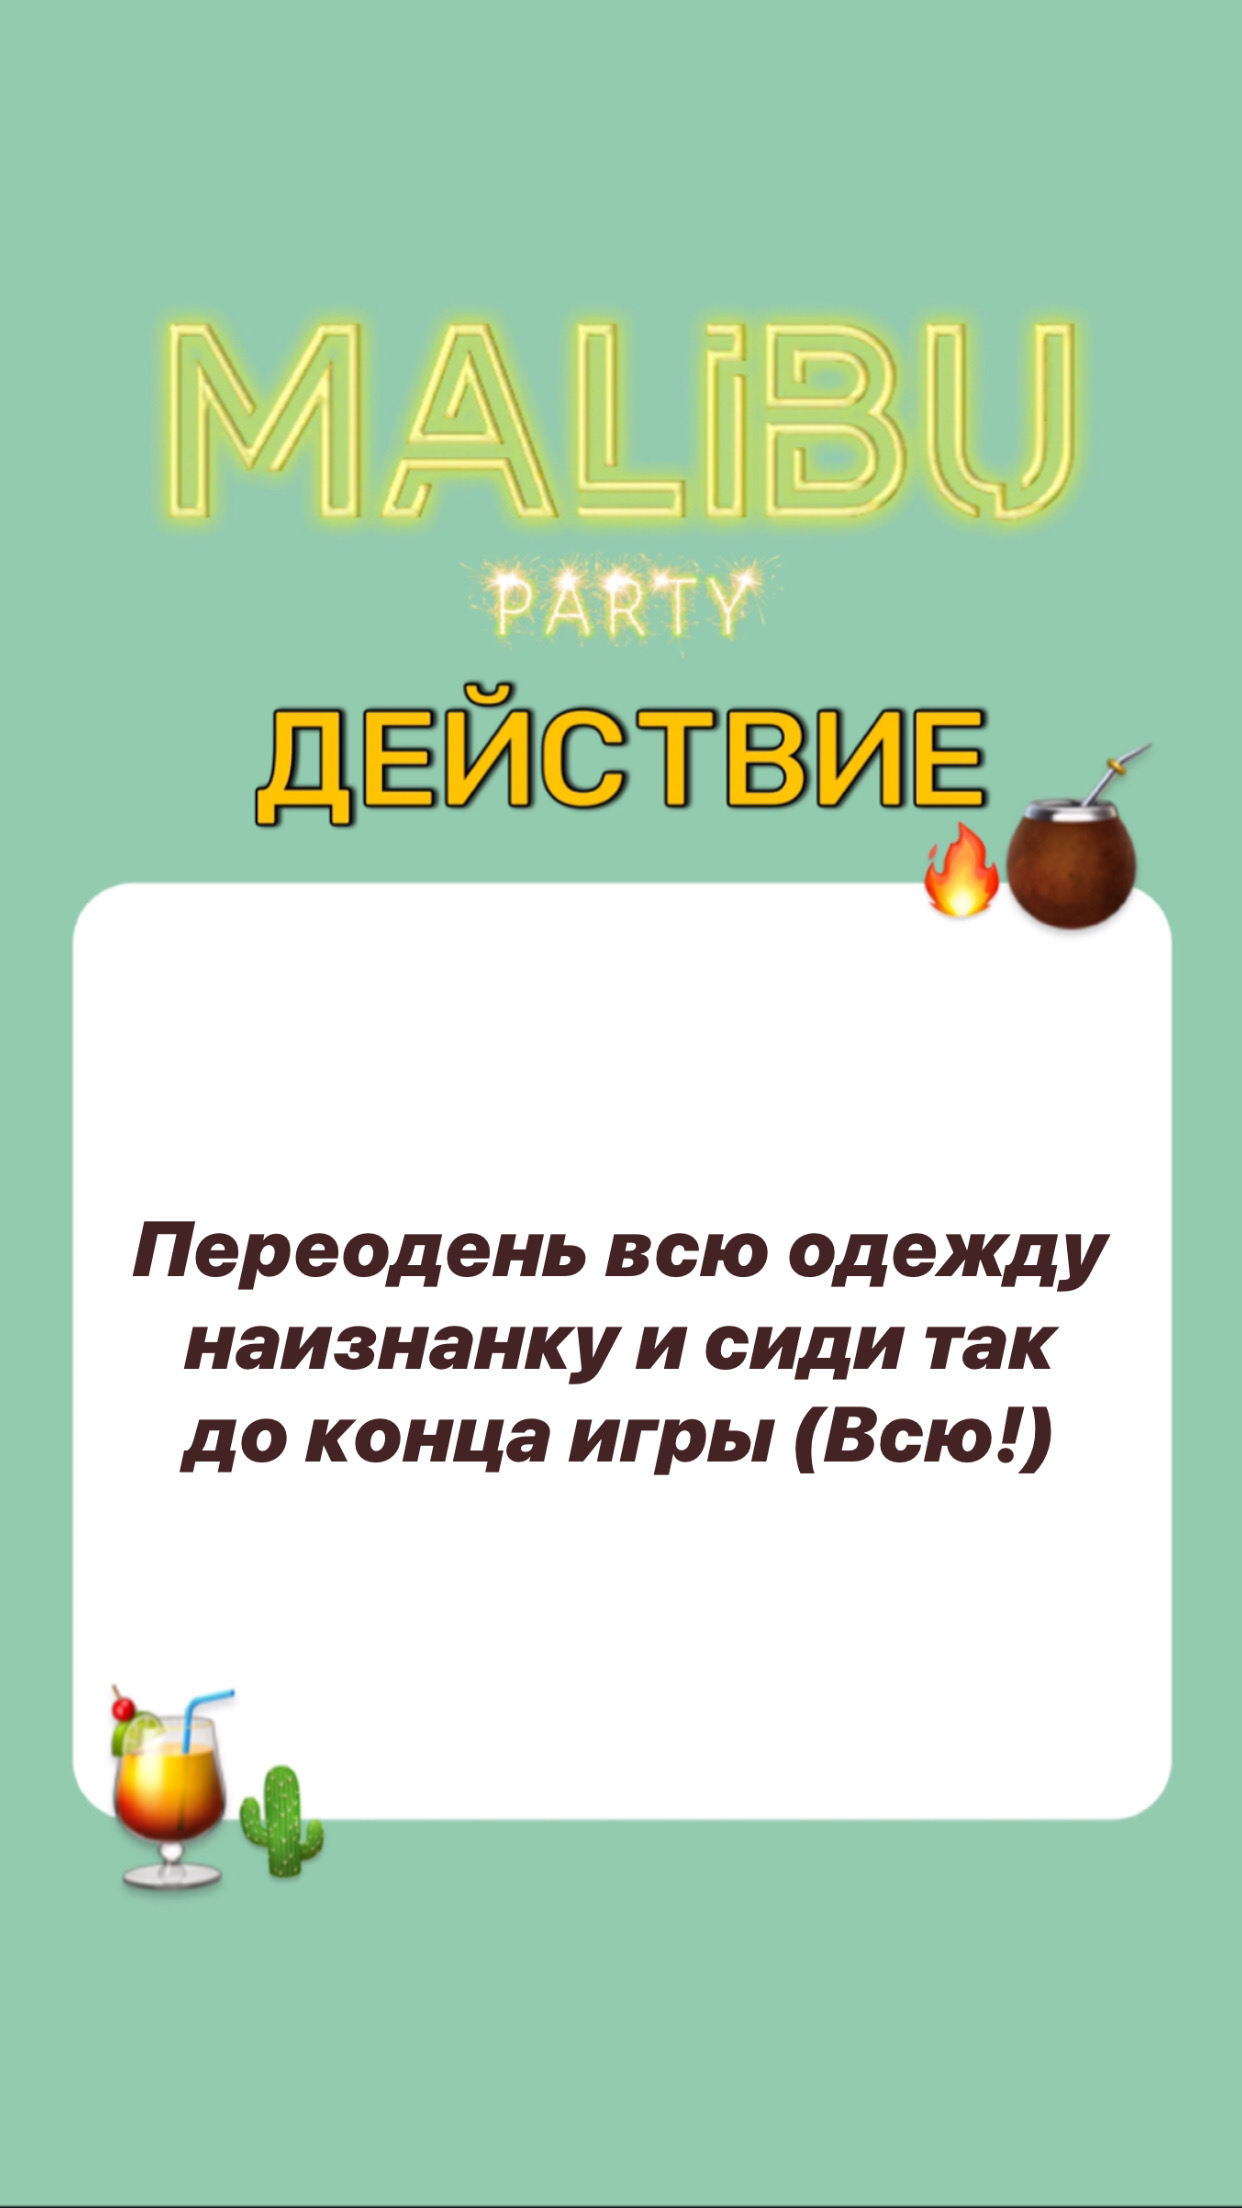 MALiBU
PARTY
ДЕЙСТВИЕ
Переодень всю одежду
наизнанку и сиди так
до конца игры (Всю!)